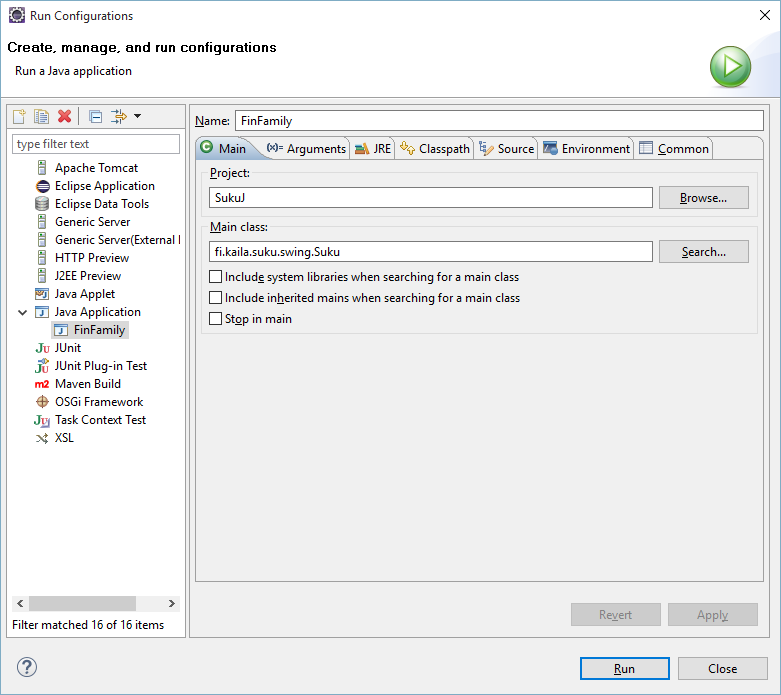 Run Configurations
Create, manage, and run configurations
Run a Java application
type filter text
Apache Tomcat
Eclipse Application
Eclipse Data Tools
Generic Server
Generic Server(External
HTTP Preview
J2EE Preview
Java Applet
Java Application
FinFamily
JUnit
JUnit Plug-in Test
Maven Build
OSGi Framework
Task Context Test
XSL
Filter matched 16 of 16 items
Name: FinFamily
Main Arguments JRE Classpath Source Environment Common
Project:
SukuJ Browse...
Main class:
fi.kaila.suku.swing.Suku Search...
Include system libraries when searching for a main class
Include inherited mains when searching for a main class
Stop in main
Revert Apply
Run Close